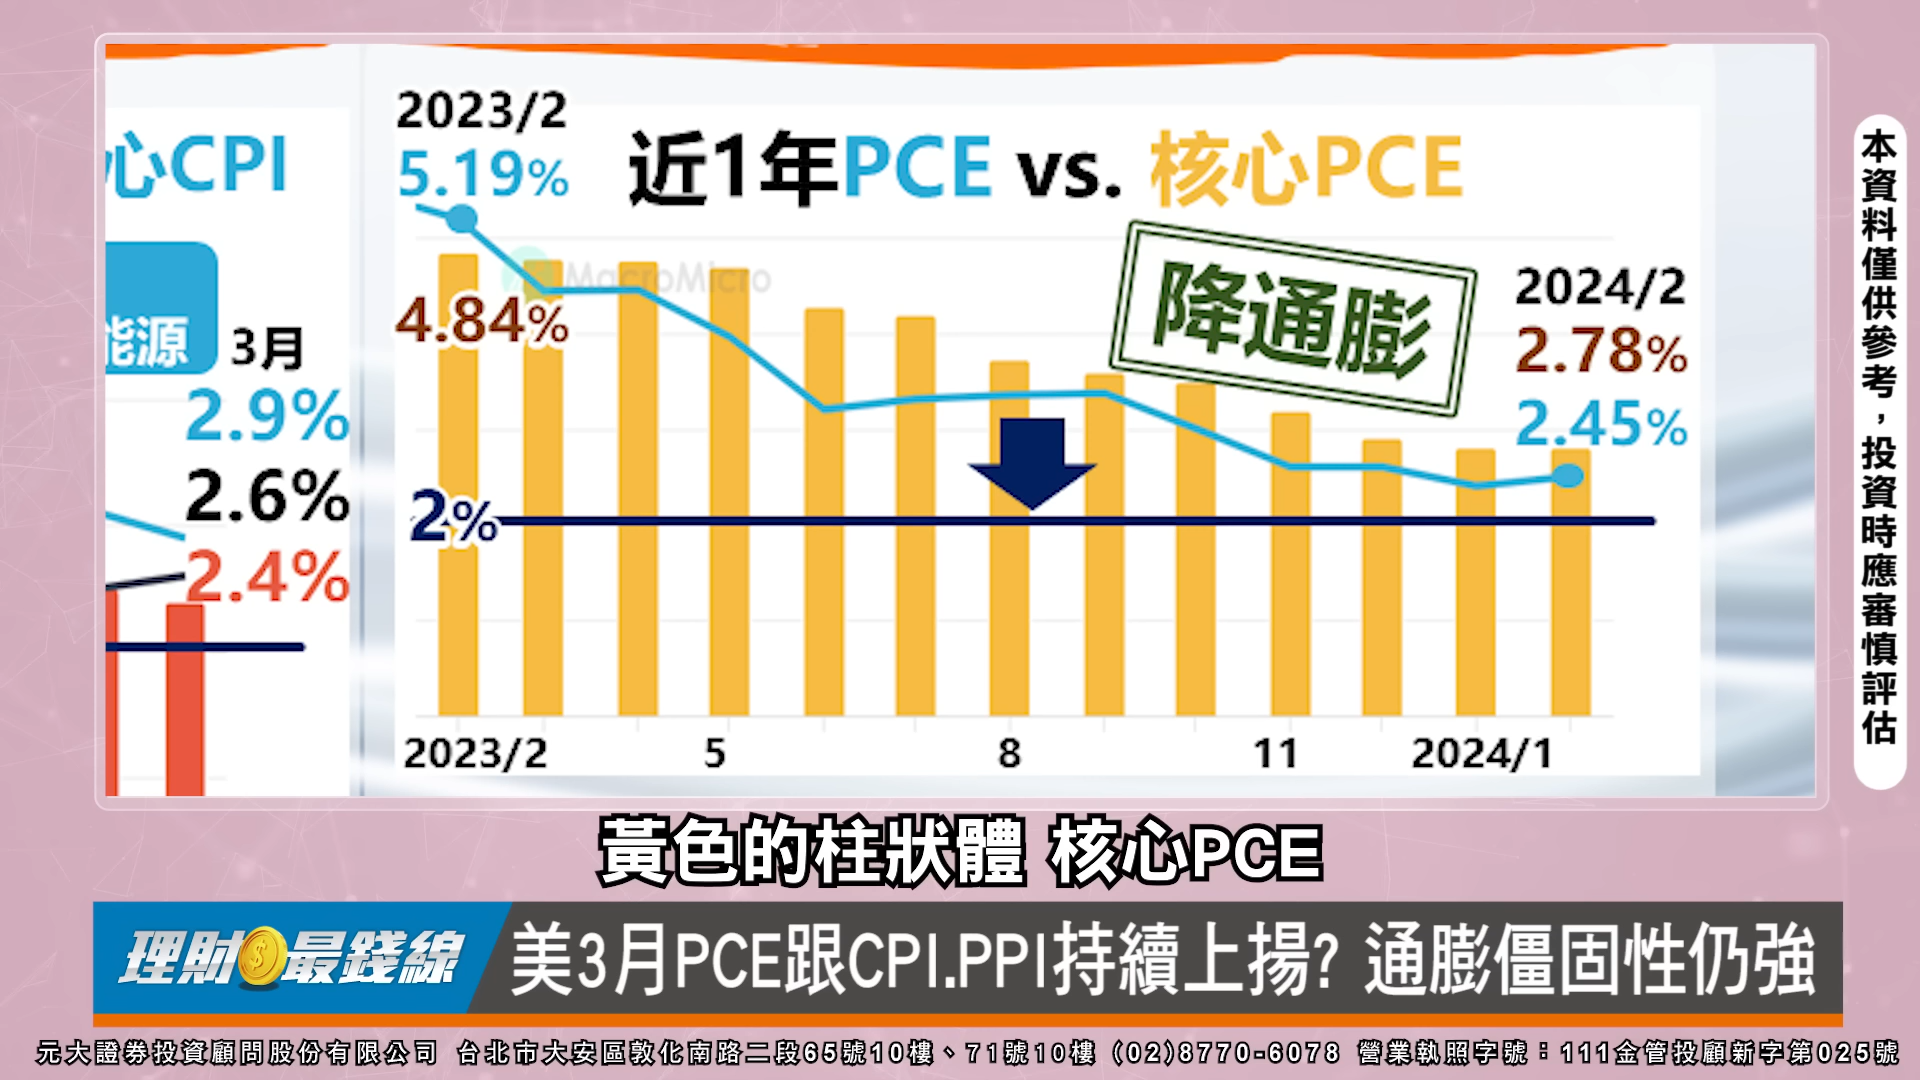 心CPI
能源
3月
2.9%
2.6%
2.4%
2023/2
5.19%
近1年PCE vs. 核心PCE
MacroMicro
4.84%
降通膨
2024/2
2.78%
2.45%
2%
2023/2 5 8 11 2024/1
本資料僅供參考，投資時應審慎評估
黃色的柱狀體 核心PCE
理財最錢線
美3月PCE跟CPI.PPI持續上揚? 通膨僵固性仍強
元大證券投資顧問股份有限公司 台北市大安區敦化南路二段65號10樓、71號10樓 (02)8770-6078 營業執照字號：111金管投顧新字第025號